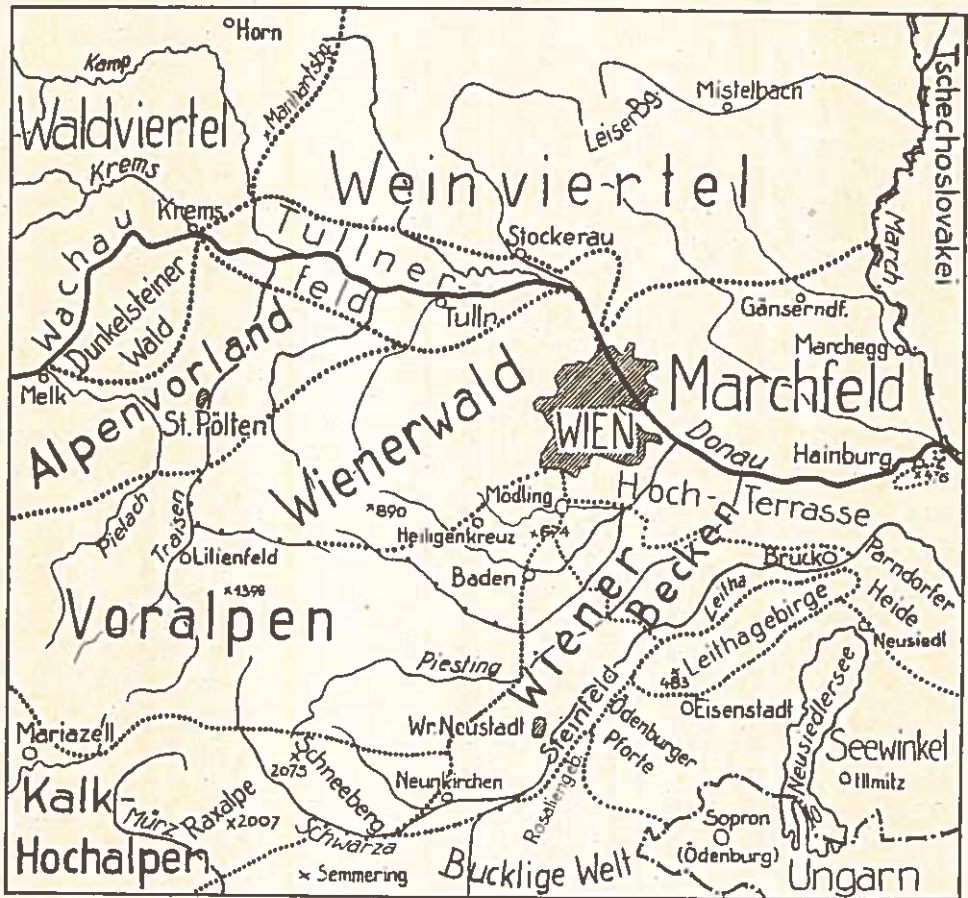 Horn
Kamp
Manhartsbg.
Waldviertel
Krems
Krems
Weinviertel
Leiser Bg.
Mistelbach
Tschechoslovakei
March
Wachau
Dunkelsteiner
Wald
Melk
Tullner-
feld
Tulln
Stockerau
Gänserndf.
Marchegg
Marchfeld
Alpenvorland
St. Pölten
Wienerwald
WIEN
Donau
Hainburg
476
Hoch-Terrasse
Pielach
Traisen
Lilienfeld
890
Heiligenkreuz
Mödling
674
Baden
Wiener
Becken
Bruck
Leitha
Parndorfer
Heide
Neusiedl
Voralpen
1398
Piesting
Leithagebirge
483
Eisenstadt
Neusiedlersee
Seewinkel
Illmitz
Wr. Neustadt
Steinfeld
Ödenburger
Pforte
Mariazell
Schneeberg
2075
Neunkirchen
Rosaliengeb.
Kalk-
Hochalpen
Mürz
Raxalpe
2007
Schwarza
Semmering
Bucklige Welt
Sopron
(Ödenburg)
Ungarn